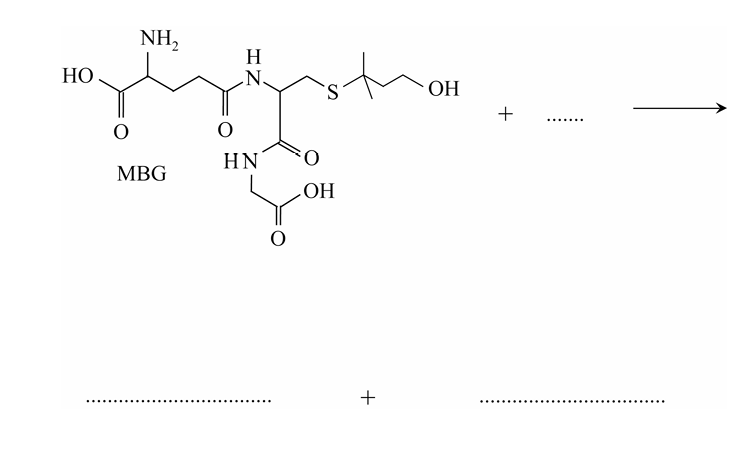 NH2
H
HO
N
S
OH
+ .......
O
O
MBG
HN
O
OH
O
................................. + .................................